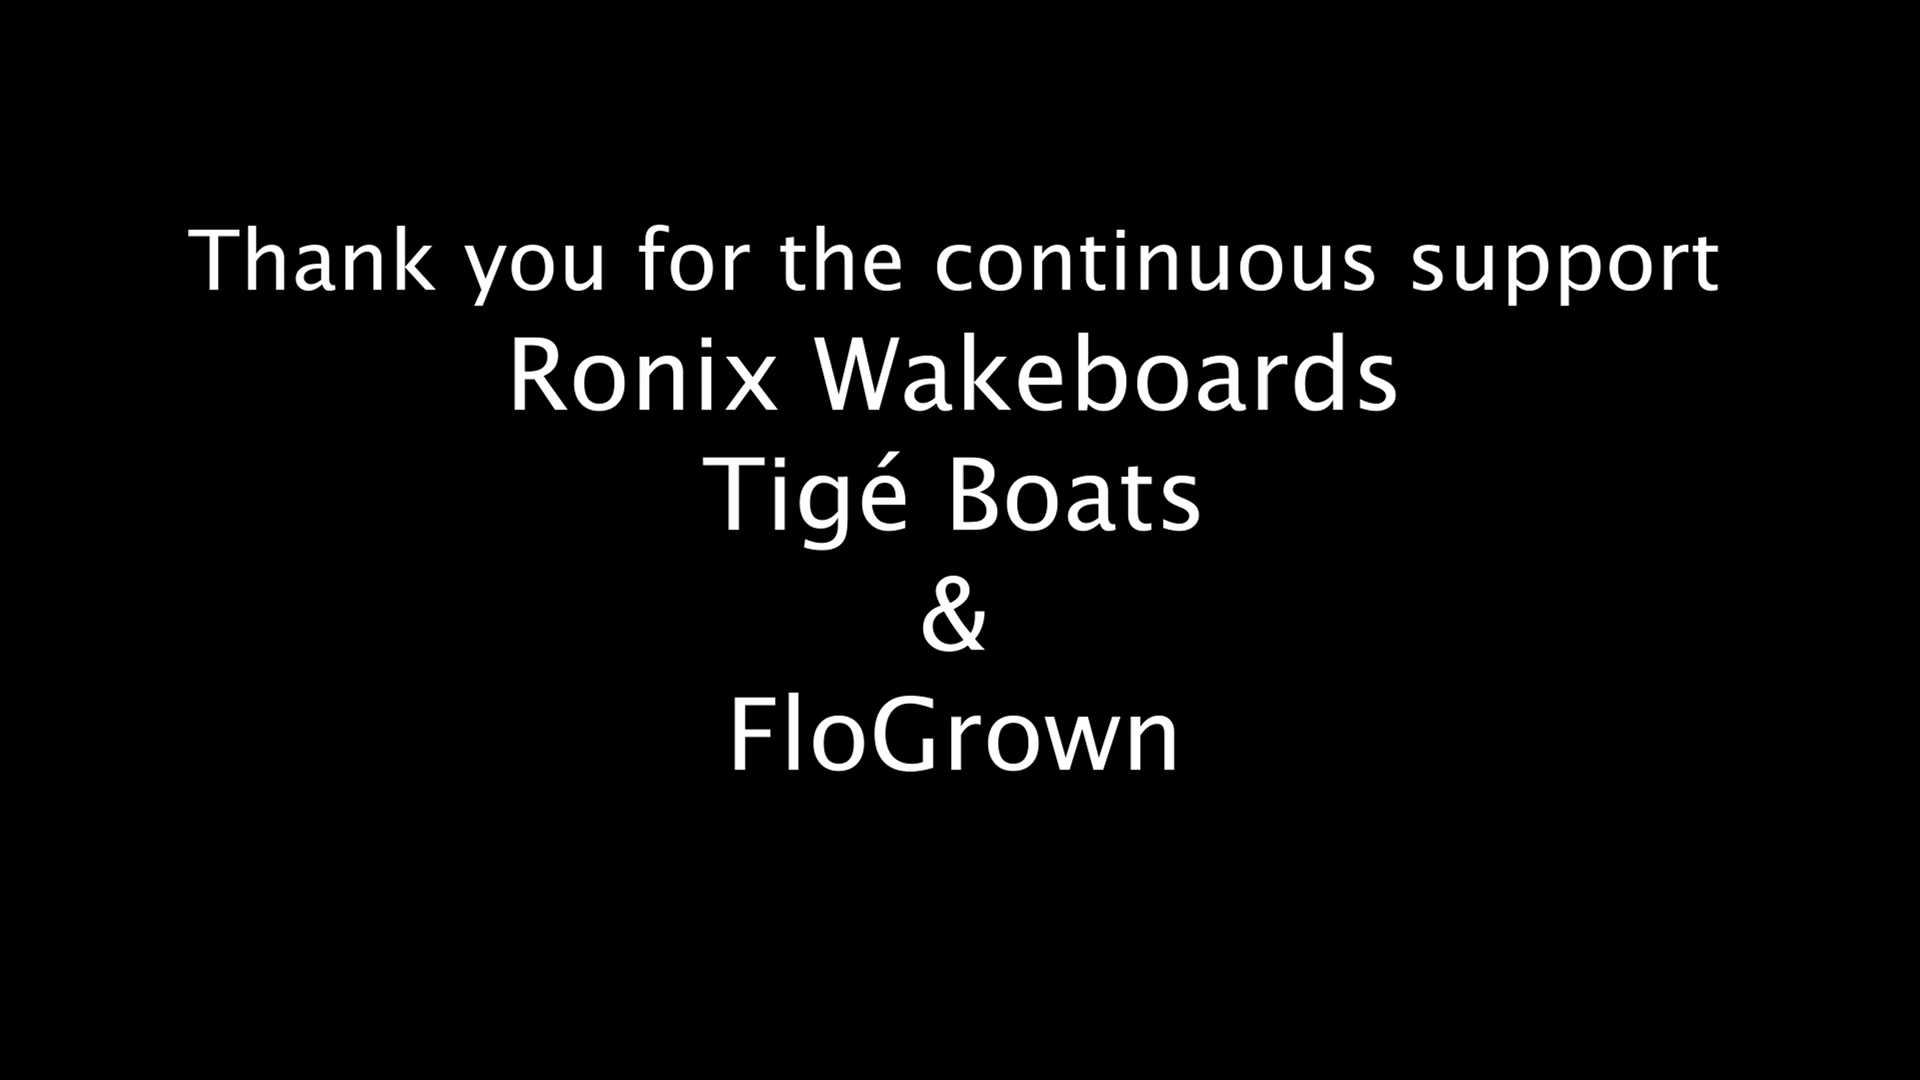 Thank you for the continuous support
Ronix Wakeboards
Tigé Boats
&
FloGrown